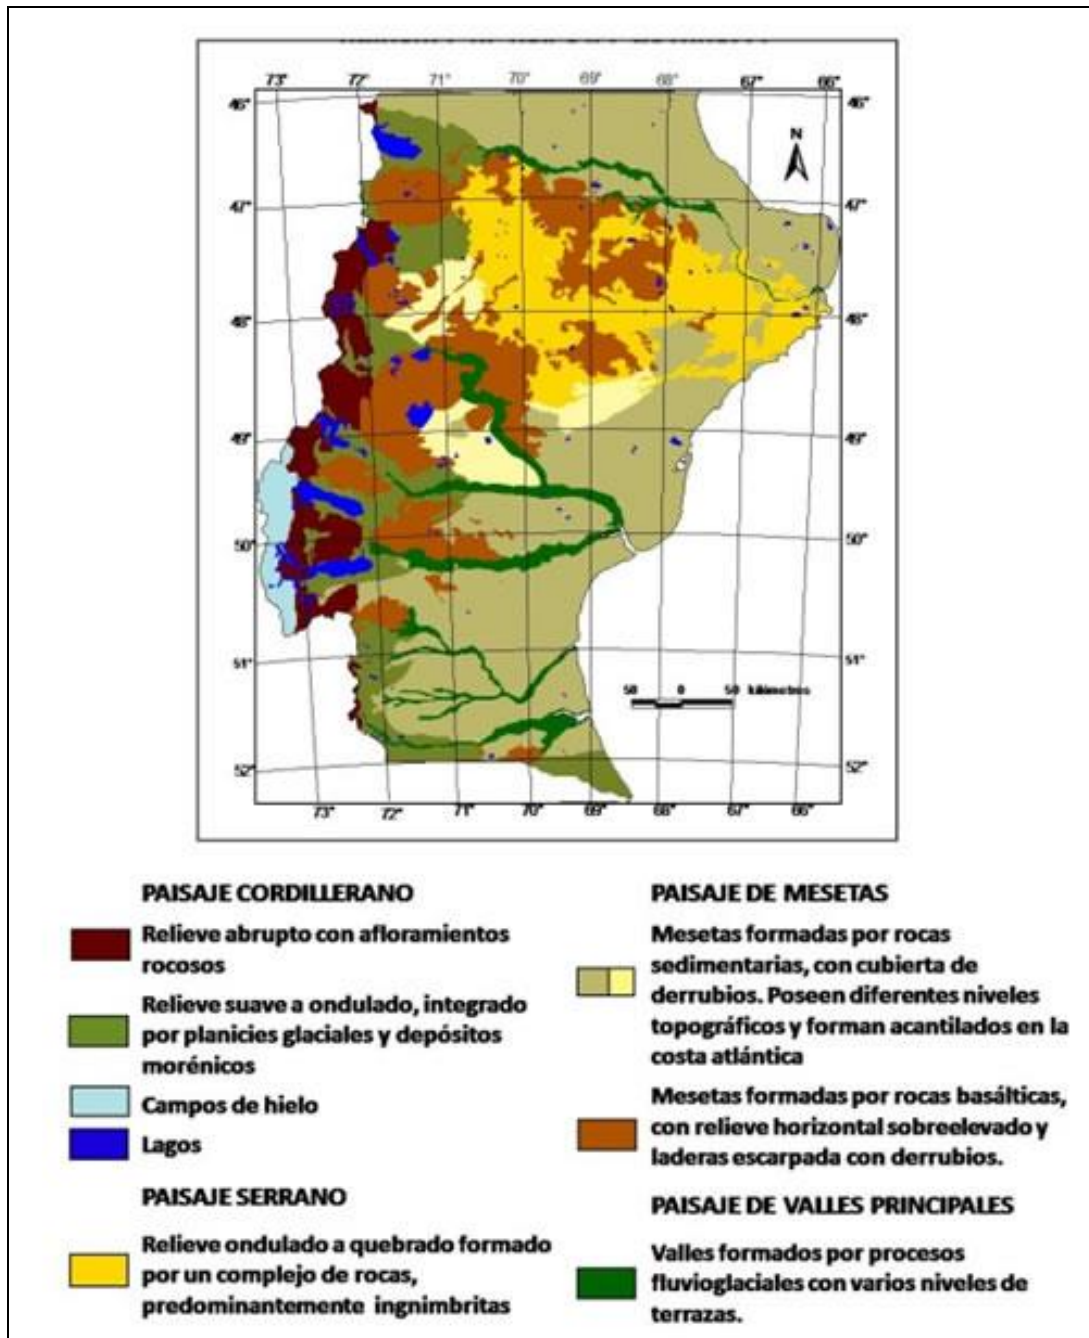 73° 72° 71° 70° 69° 68° 67° 66°
46° 46°
N
47° 47°
48° 48°
49° 49°
50° 50°
51° 51°
50 0 50 kilómetros
52° 52°
73° 72° 71° 70° 69° 68° 67° 66°
PAISAJE CORDILLERANO
Relieve abrupto con afloramientos
rocosos
Relieve suave a ondulado, integrado
por planicies glaciales y depósitos
morénicos
Campos de hielo
Lagos
PAISAJE SERRANO
Relieve ondulado a quebrado formado
por un complejo de rocas,
predominantemente ingnimbritas
PAISAJE DE MESETAS
Mesetas formadas por rocas
sedimentarias, con cubierta de
derrubios. Poseen diferentes niveles
topográficos y forman acantilados en la
costa atlántica
Mesetas formadas por rocas basálticas,
con relieve horizontal sobreelevado y
laderas escarpada con derrubios.
PAISAJE DE VALLES PRINCIPALES
Valles formados por procesos
fluvioglaciales con varios niveles de
terrazas.